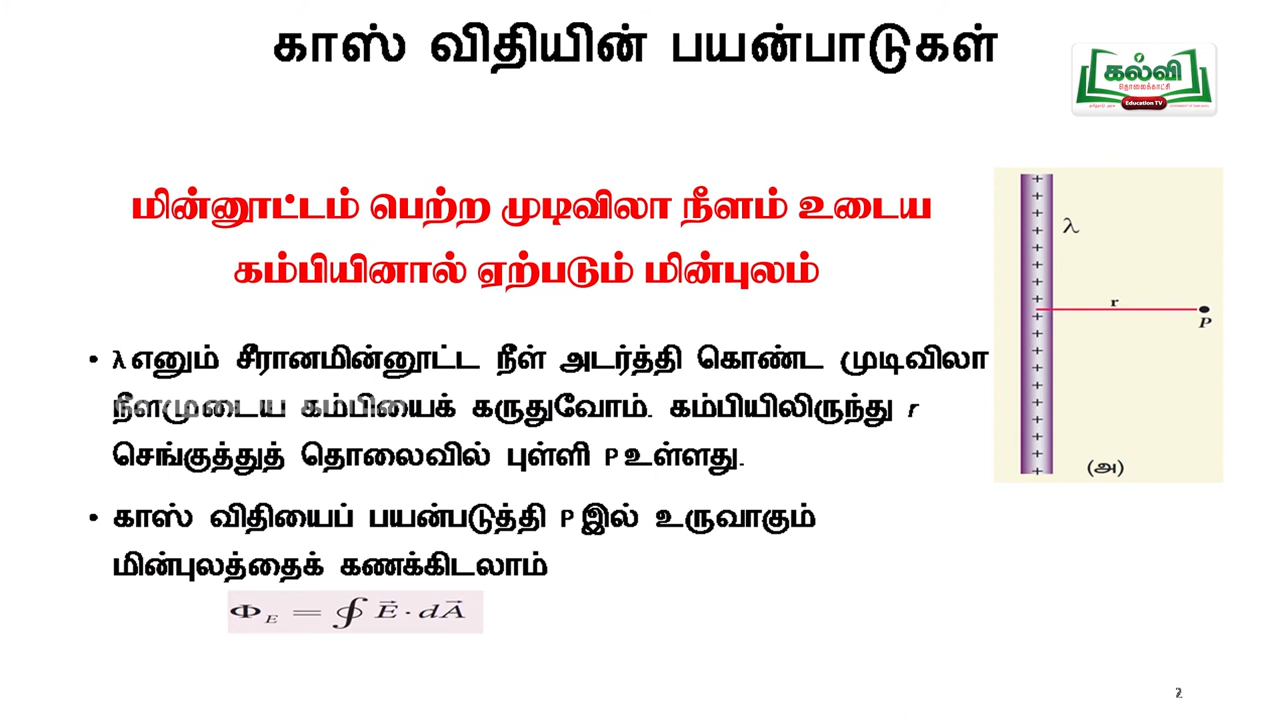 காஸ் விதியின் பயன்பாடுகள்
கல்வி
தொலைக்காட்சி
Education TV
மின்னூட்டம் பெற்ற முடிவிலா நீளம் உடைய
கம்பியினால் ஏற்படும் மின்புலம்
• λ எனும் சீரானமின்னூட்ட நீள் அடர்த்தி கொண்ட முடிவிலா
நீளமுடைய கம்பியைக் கருதுவோம். கம்பியிலிருந்து r
செங்குத்துத் தொலைவில் புள்ளி P உள்ளது.
• காஸ் விதியைப் பயன்படுத்தி P இல் உருவாகும்
மின்புலத்தைக் கணக்கிடலாம்
Φ_E = ∮ E⃗ · dA⃗
λ
r
P
(அ)
2